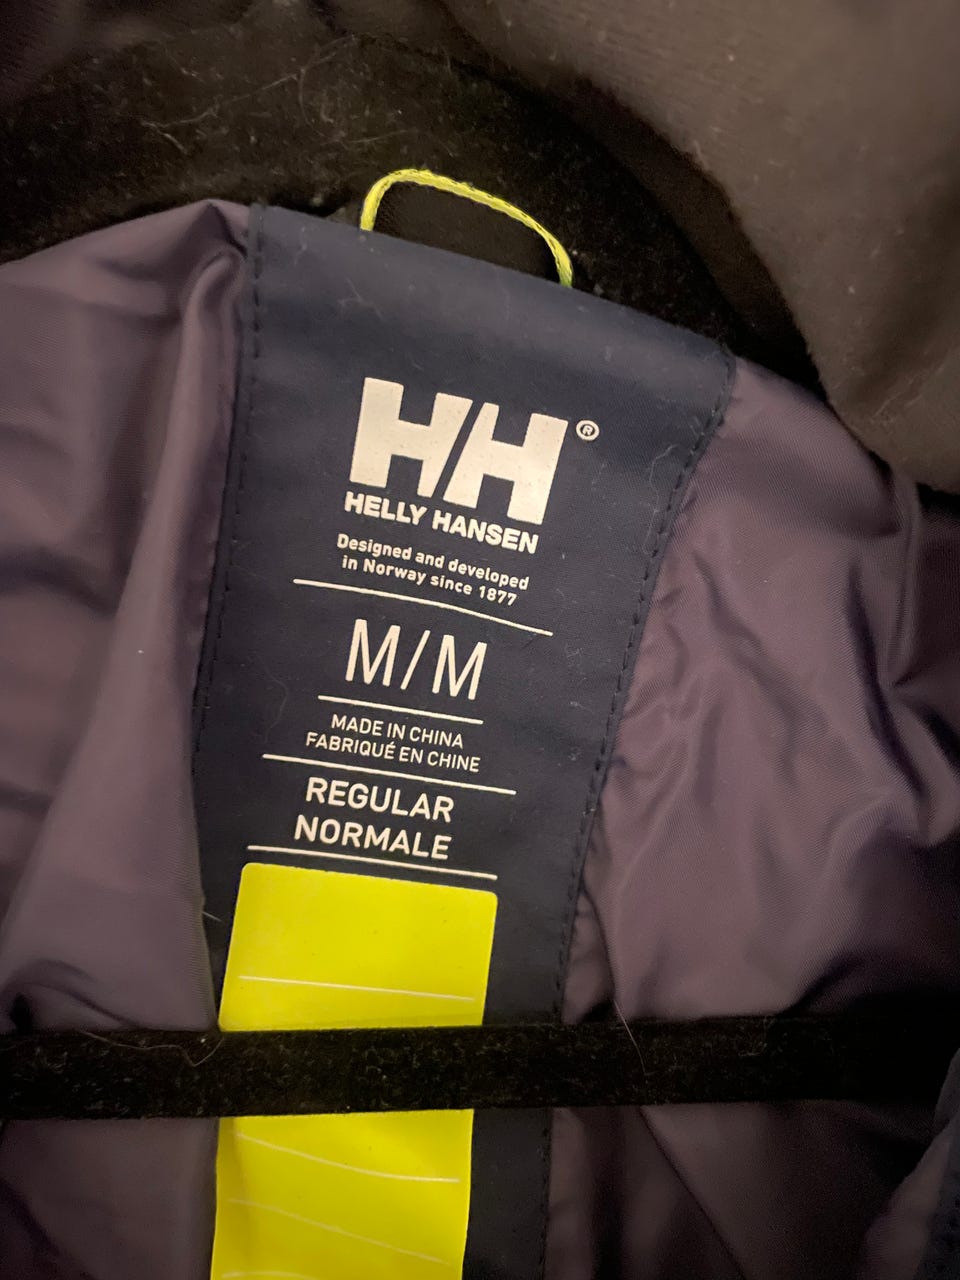 HH®
HELLY HANSEN
Designed and developed
in Norway since 1877
M/M
MADE IN CHINA
FABRIQUÉ EN CHINE
REGULAR
NORMALE